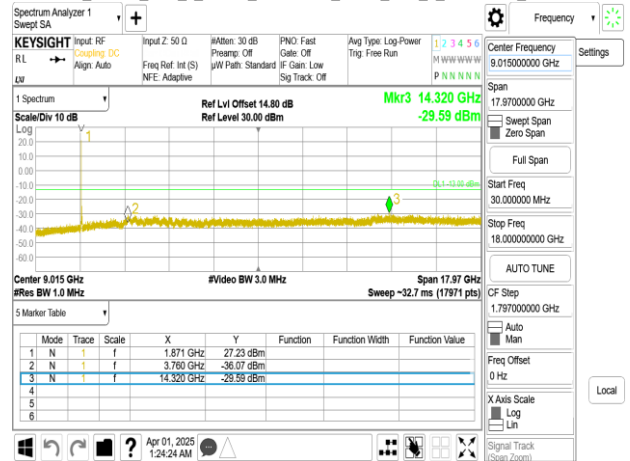 Spectrum Analyzer 1
Swept SA
Frequency
KEYSIGHT
RL
Input: RF
Coupling: DC
Align: Auto
Input Z: 50 Ω
Freq Ref: Int (S)
NFE: Adaptive
#Atten: 30 dB
Preamp: Off
µW Path: Standard
PNO: Fast
Gate: Off
IF Gain: Low
Sig Track: Off
Avg Type: Log-Power
Trig: Free Run
1 2 3 4 5 6
M W W W W W
P N N N N N
1 Spectrum
Scale/Div 10 dB
Ref Lvl Offset 14.80 dB
Ref Level 30.00 dBm
Mkr3 14.320 GHz
-29.59 dBm
Log
1
20.0
10.0
0.00
DL1 -13.00 dBm
-10.0
-20.0
2
3
-30.0
-40.0
-50.0
-60.0
Center 9.015 GHz
#Video BW 3.0 MHz
Span 17.97 GHz
#Res BW 1.0 MHz
Sweep ~32.7 ms (17971 pts)
5 Marker Table
Mode Trace Scale X Y Function Function Width Function Value
1 N 1 f 1.871 GHz 27.23 dBm
2 N 1 f 3.760 GHz -36.07 dBm
3 N 1 f 14.320 GHz -29.59 dBm
4
5
6
Apr 01, 2025
1:24:24 AM
Center Frequency
9.015000000 GHz
Settings
Span
17.9700000 GHz
Swept Span
Zero Span
Full Span
Start Freq
30.000000 MHz
Stop Freq
18.000000000 GHz
AUTO TUNE
CF Step
1.797000000 GHz
Auto
Man
Freq Offset
0 Hz
X Axis Scale
Log
Lin
Local
Signal Track
(Span Zoom)